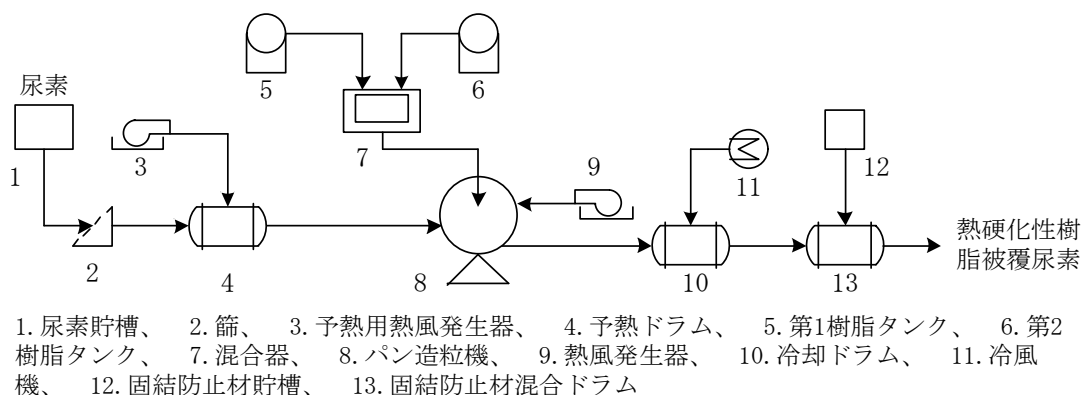 尿素
5
6
1
3
7
9
11
12
2
4
8
10
13
熱硬化性樹
脂被覆尿素
1.尿素貯槽、 2.篩、 3.予熱用熱風発生器、 4.予熱ドラム、 5.第1樹脂タンク、 6.第2
樹脂タンク、 7.混合器、 8.パン造粒機、 9.熱風発生器、 10.冷却ドラム、 11.冷風
機、 12.固結防止材貯槽、 13.固結防止材混合ドラム